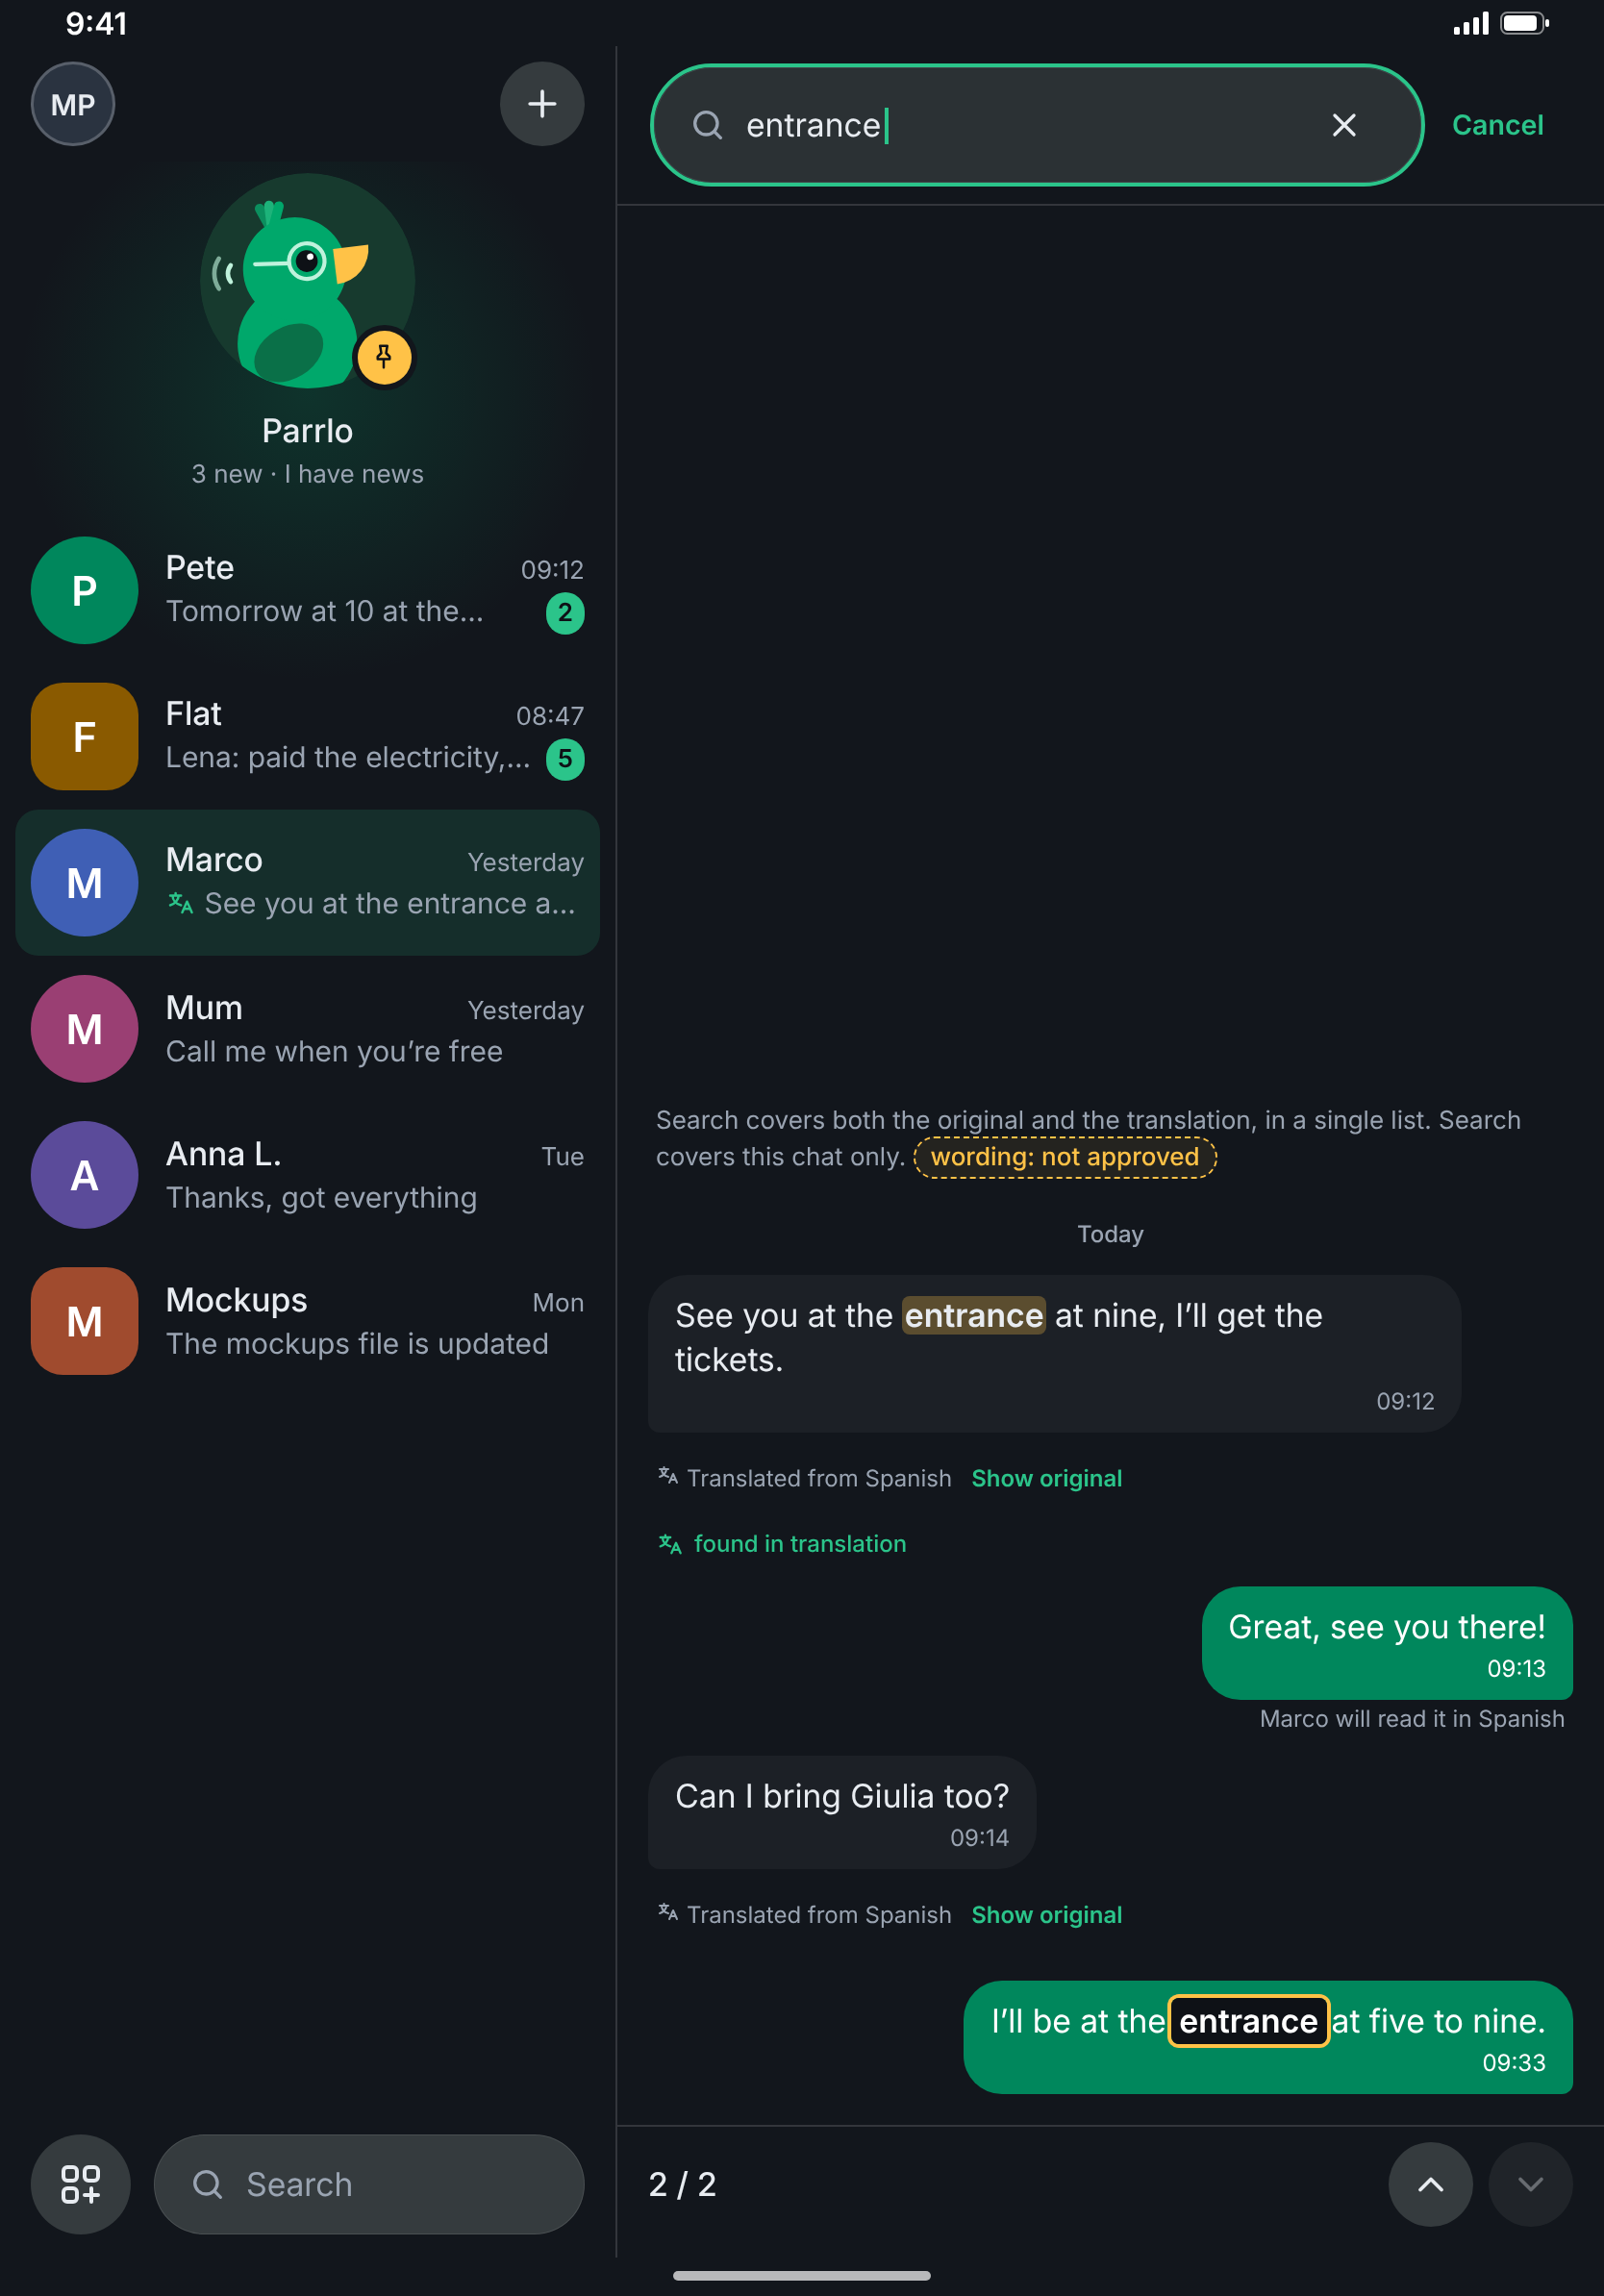 9:41
MP
Parrlo
3 new · I have news
P
Pete
09:12
Tomorrow at 10 at the...
2
F
Flat
08:47
Lena: paid the electricity,...
5
M
Marco
Yesterday
See you at the entrance a...
M
Mum
Yesterday
Call me when you’re free
A
Anna L.
Tue
Thanks, got everything
M
Mockups
Mon
The mockups file is updated
Search
entrance
Cancel
Search covers both the original and the translation, in a single list. Search
covers this chat only. wording: not approved
Today
See you at the entrance at nine, I’ll get the
tickets.
09:12
Translated from Spanish Show original
found in translation
Great, see you there!
09:13
Marco will read it in Spanish
Can I bring Giulia too?
09:14
Translated from Spanish Show original
I’ll be at the entrance at five to nine.
09:33
2 / 2